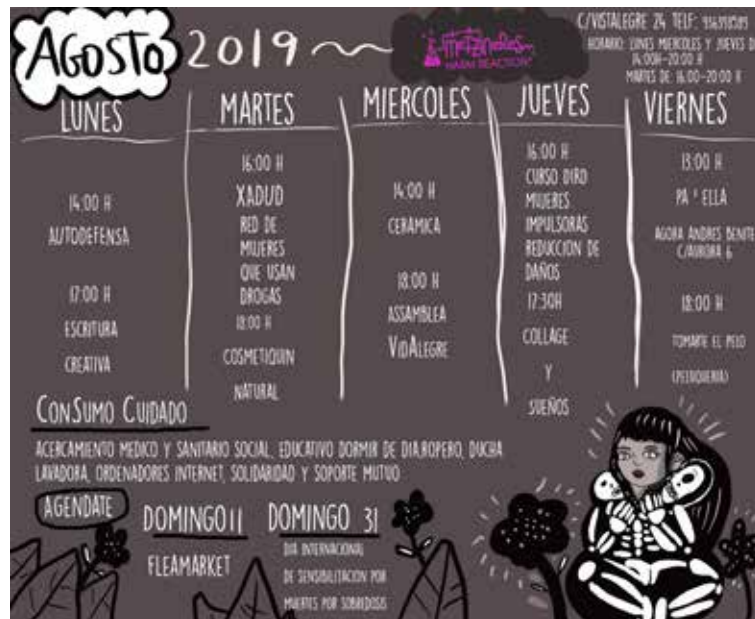 AGOSTO 2019
metzineres
HARM REACTION
C/VISTALEGRE 24 TELF:
HORARIO: LUNES MIERCOLES Y JUEVES D
14:00H-20:00 H
MARTES DE: 16:00-20:00 H
LUNES
14:00 H
AUTODEFENSA
17:00 H
ESCRITURA
CREATIVA
MARTES
16:00 H
XADUD
RED DE
MUJERES
QUE USAN
DROGAS
18:00 H
COSMETIQUIN
NATURAL
MIERCOLES
14:00 H
CERAMICA
18:00 H
ASSAMBLEA
VIDALEGRE
JUEVES
16:00 H
CURSO DIRD
MUJERES
IMPULSORAS
REDUCCION DE
DAÑOS
17:30H
COLLAGE
Y
SUEÑOS
VIERNES
13:00 H
PA ' ELLA
AGORA ANDRES BENITE
C/AURORA 6
18:00 H
TOMARTE EL PELO
(PELUQUERIA)
CONSUMO CUIDADO
ACERCAMIENTO MEDICO Y SANITARIO SOCIAL, EDUCATIVO DORMIR DE DIA,ROPERO, DUCHA
LAVADORA, ORDENADORES INTERNET, SOLIDARIDAD Y SOPORTE MUTUO
AGENDATE
DOMINGO 11
FLEAMARKET
DOMINGO 31
DIA INTERNACIONAL
DE SENSIBILITACION POR
MUERTES POR SOBREDOSIS